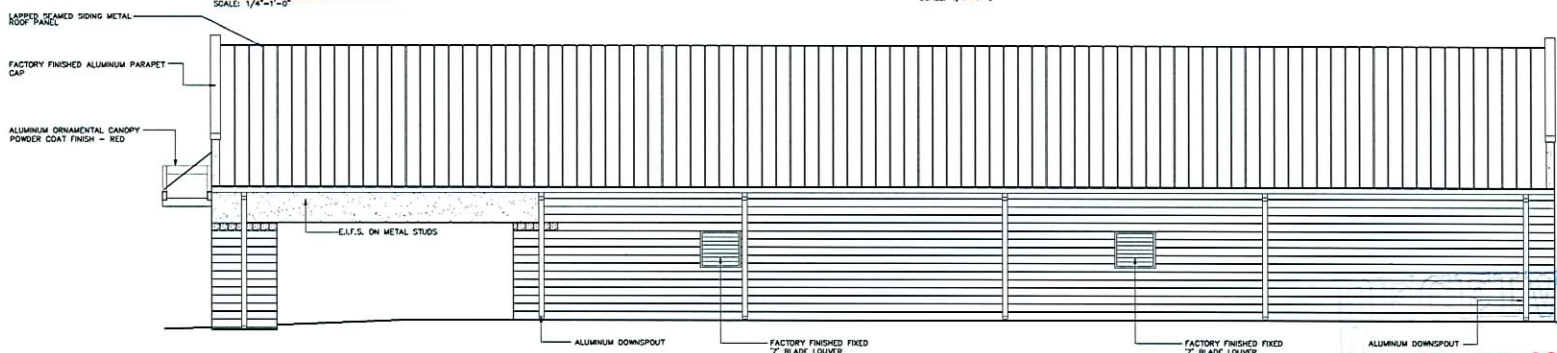 SCALE: 1/4"-1'-0"
LAPPED SEAMED SIDING METAL
ROOF PANEL
FACTORY FINISHED ALUMINUM PARAPET
CAP
ALUMINUM ORNAMENTAL CANOPY
POWDER COAT FINISH - RED
E.I.F.S. ON METAL STUDS
ALUMINUM DOWNSPOUT
FACTORY FINISHED FIXED
"Z" BLADE LOUVER
FACTORY FINISHED FIXED
"Z" BLADE LOUVER
ALUMINUM DOWNSPOUT